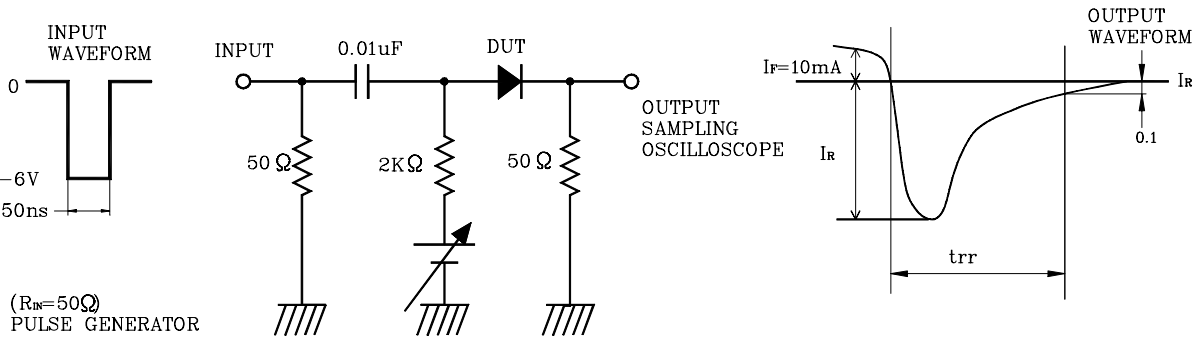 INPUT
WAVEFORM
0
-6V
50ns
(RIN=50Ω)
PULSE GENERATOR
INPUT
0.01uF
DUT
50Ω
2KΩ
50Ω
OUTPUT
SAMPLING
OSCILLOSCOPE
IF=10mA
IR
trr
OUTPUT
WAVEFORM
IR
0.1